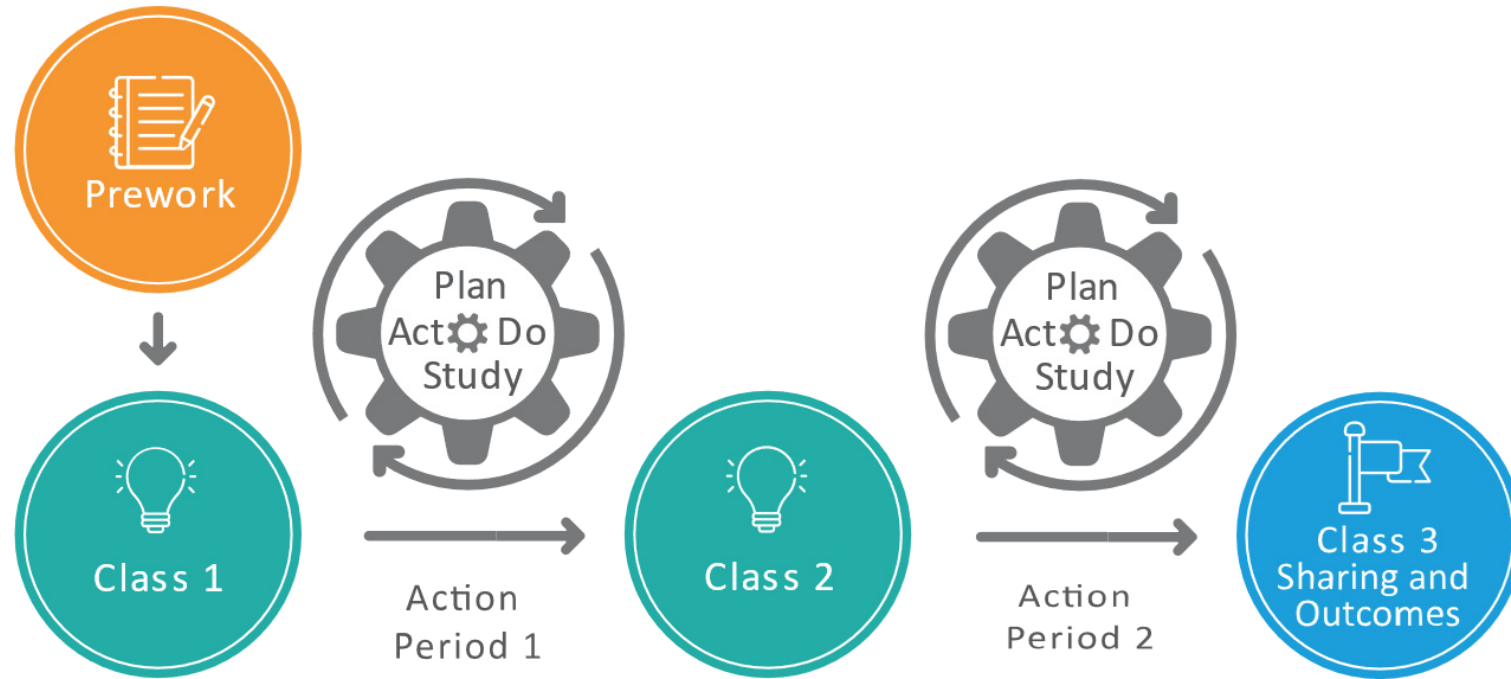 Prework
Class 1
Plan
Act Do
Study
Action
Period 1
Class 2
Plan
Act Do
Study
Action
Period 2
Class 3
Sharing and
Outcomes